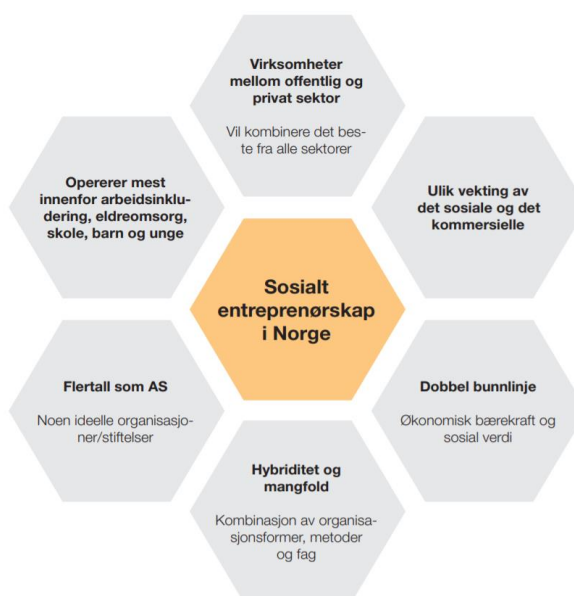 Virksomheter
mellom offentlig og
privat sektor
Vil kombinere det bes-
te fra alle sektorer
Opererer mest
innenfor arbeidsinklu-
dering, eldreomsorg,
skole, barn og unge
Ulik vekting av
det sosiale og det
kommersielle
Sosialt
entreprenørskap
i Norge
Flertall som AS
Noen ideelle organisasjo-
ner/stiftelser
Dobbel bunnlinje
Økonomisk bærekraft og
sosial verdi
Hybriditet og
mangfold
Kombinasjon av organisa-
sjonsformer, metoder
og fag